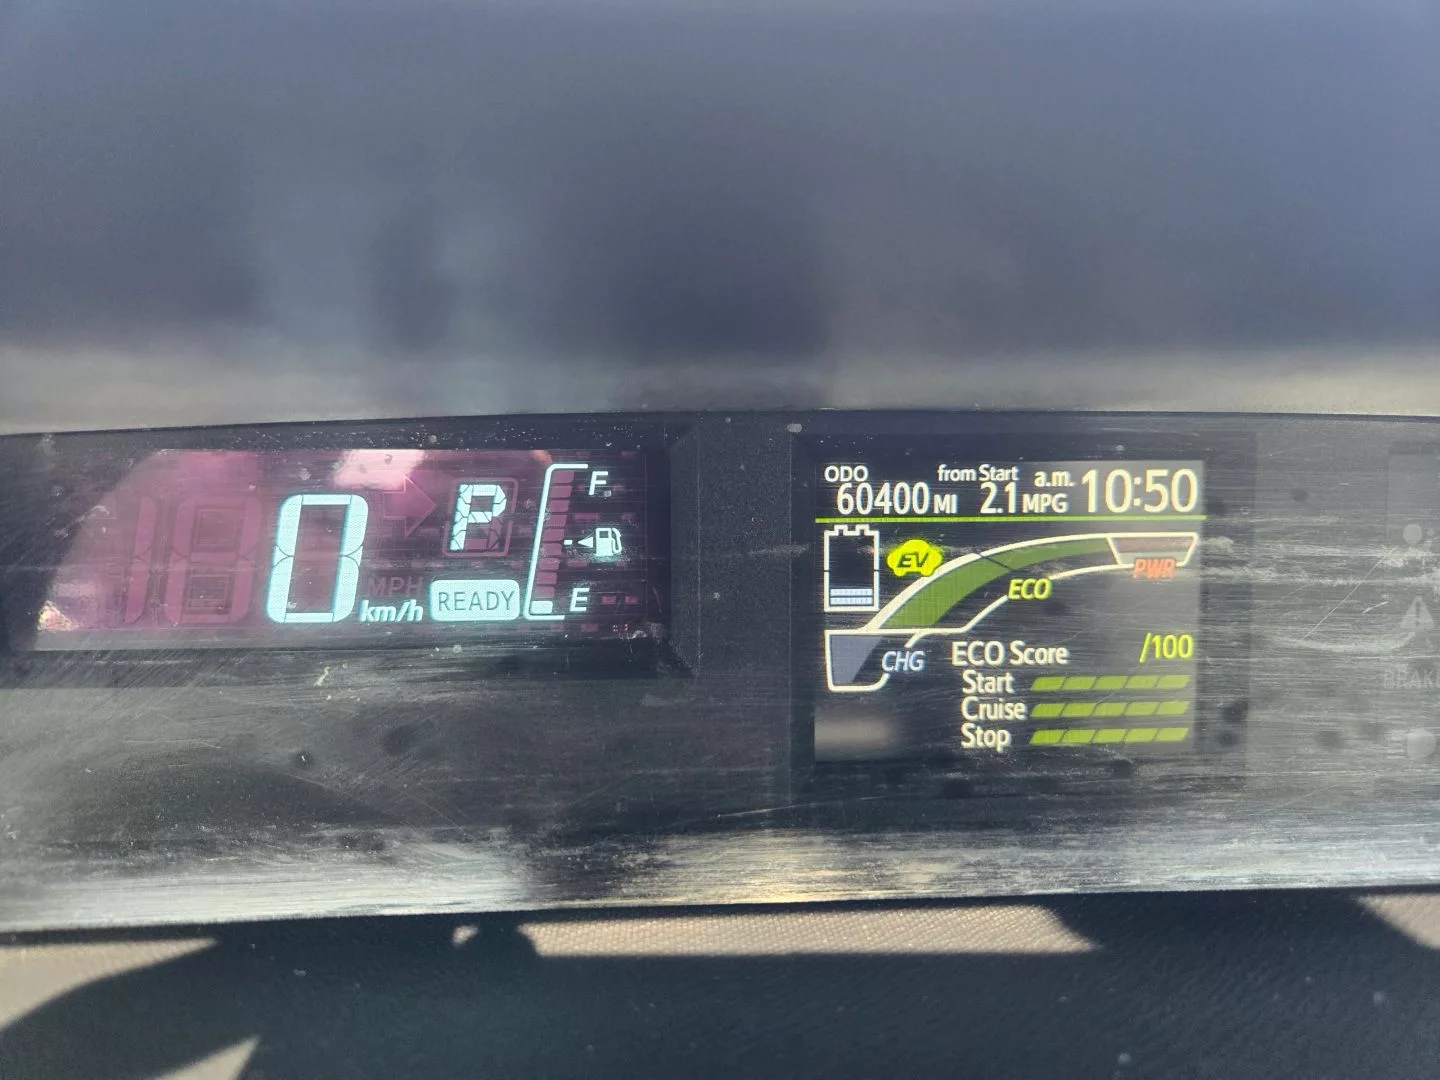 0 MPH km/h
P
READY
F
E
ODO 60400 MI
from Start 2.1 MPG
a.m. 10:50
EV
ECO
PWR
CHG
ECO Score /100
Start
Cruise
Stop
BRAKE